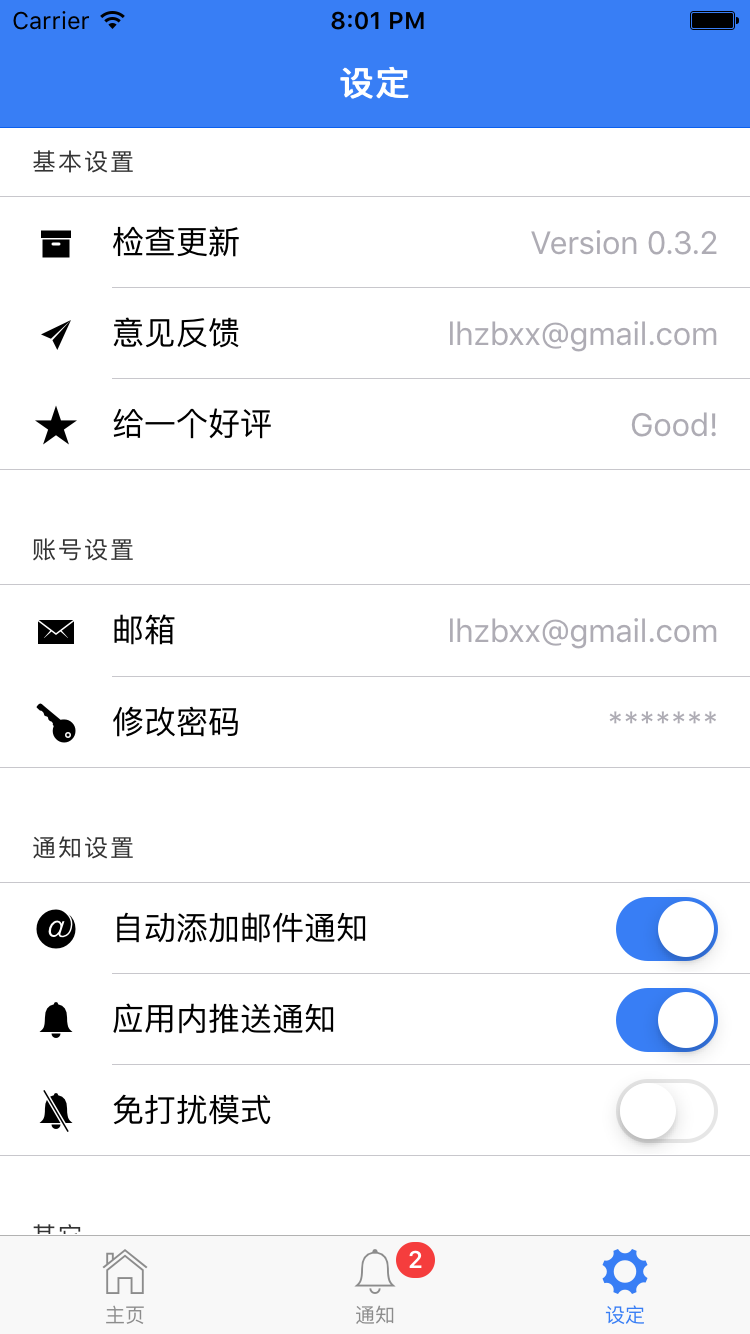 Carrier 8:01 PM
设定
基本设置
检查更新 Version 0.3.2
意见反馈 lhzbxx@gmail.com
给一个好评 Good!
账号设置
邮箱 lhzbxx@gmail.com
修改密码 *******
通知设置
@ 自动添加邮件通知
应用内推送通知
免打扰模式
其它
2
主页 通知 设定